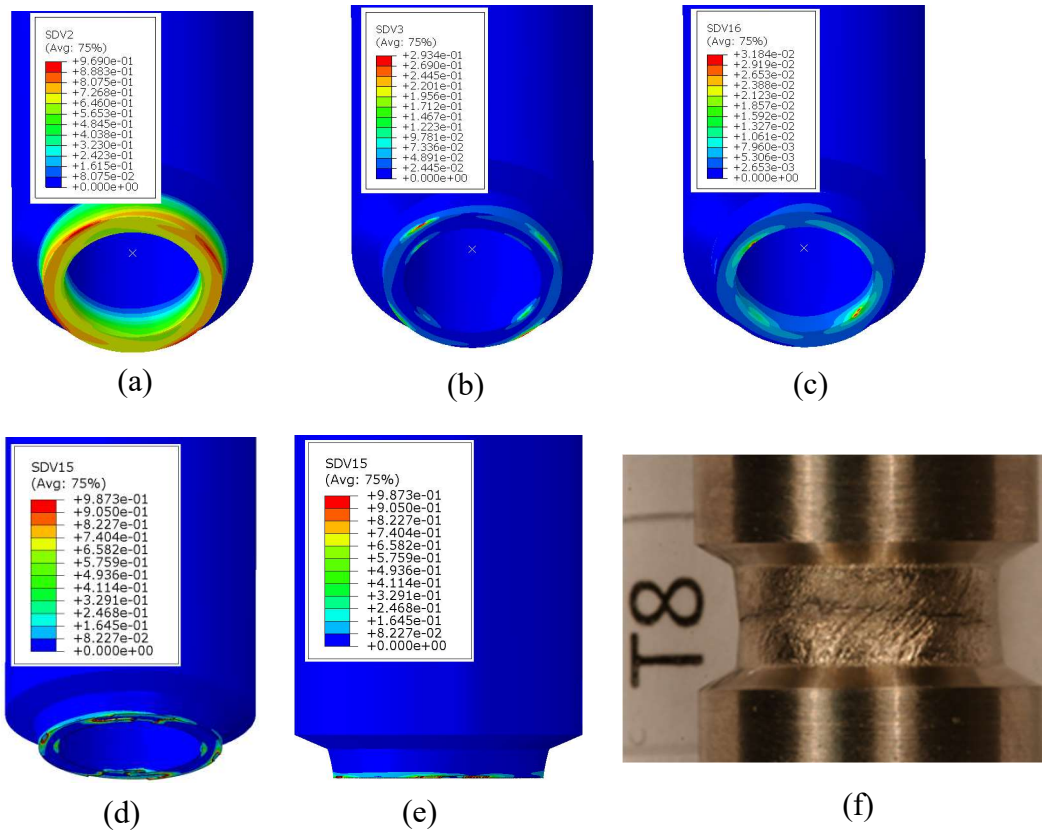 SDV2
(Avg: 75%)
+9.690e-01
+8.883e-01
+8.075e-01
+7.268e-01
+6.460e-01
+5.653e-01
+4.845e-01
+4.038e-01
+3.230e-01
+2.423e-01
+1.615e-01
+8.075e-02
+0.000e+00
(a)
SDV3
(Avg: 75%)
+2.934e-01
+2.690e-01
+2.445e-01
+2.201e-01
+1.956e-01
+1.712e-01
+1.467e-01
+1.223e-01
+9.781e-02
+7.336e-02
+4.891e-02
+2.445e-02
+0.000e+00
(b)
SDV16
(Avg: 75%)
+3.184e-02
+2.919e-02
+2.653e-02
+2.388e-02
+2.123e-02
+1.857e-02
+1.592e-02
+1.327e-02
+1.061e-02
+7.960e-03
+5.306e-03
+2.653e-03
+0.000e+00
(c)
SDV15
(Avg: 75%)
+9.873e-01
+9.050e-01
+8.227e-01
+7.404e-01
+6.582e-01
+5.759e-01
+4.936e-01
+4.114e-01
+3.291e-01
+2.468e-01
+1.645e-01
+8.227e-02
+0.000e+00
(d)
SDV15
(Avg: 75%)
+9.873e-01
+9.050e-01
+8.227e-01
+7.404e-01
+6.582e-01
+5.759e-01
+4.936e-01
+4.114e-01
+3.291e-01
+2.468e-01
+1.645e-01
+8.227e-02
+0.000e+00
(e)
T8
(f)